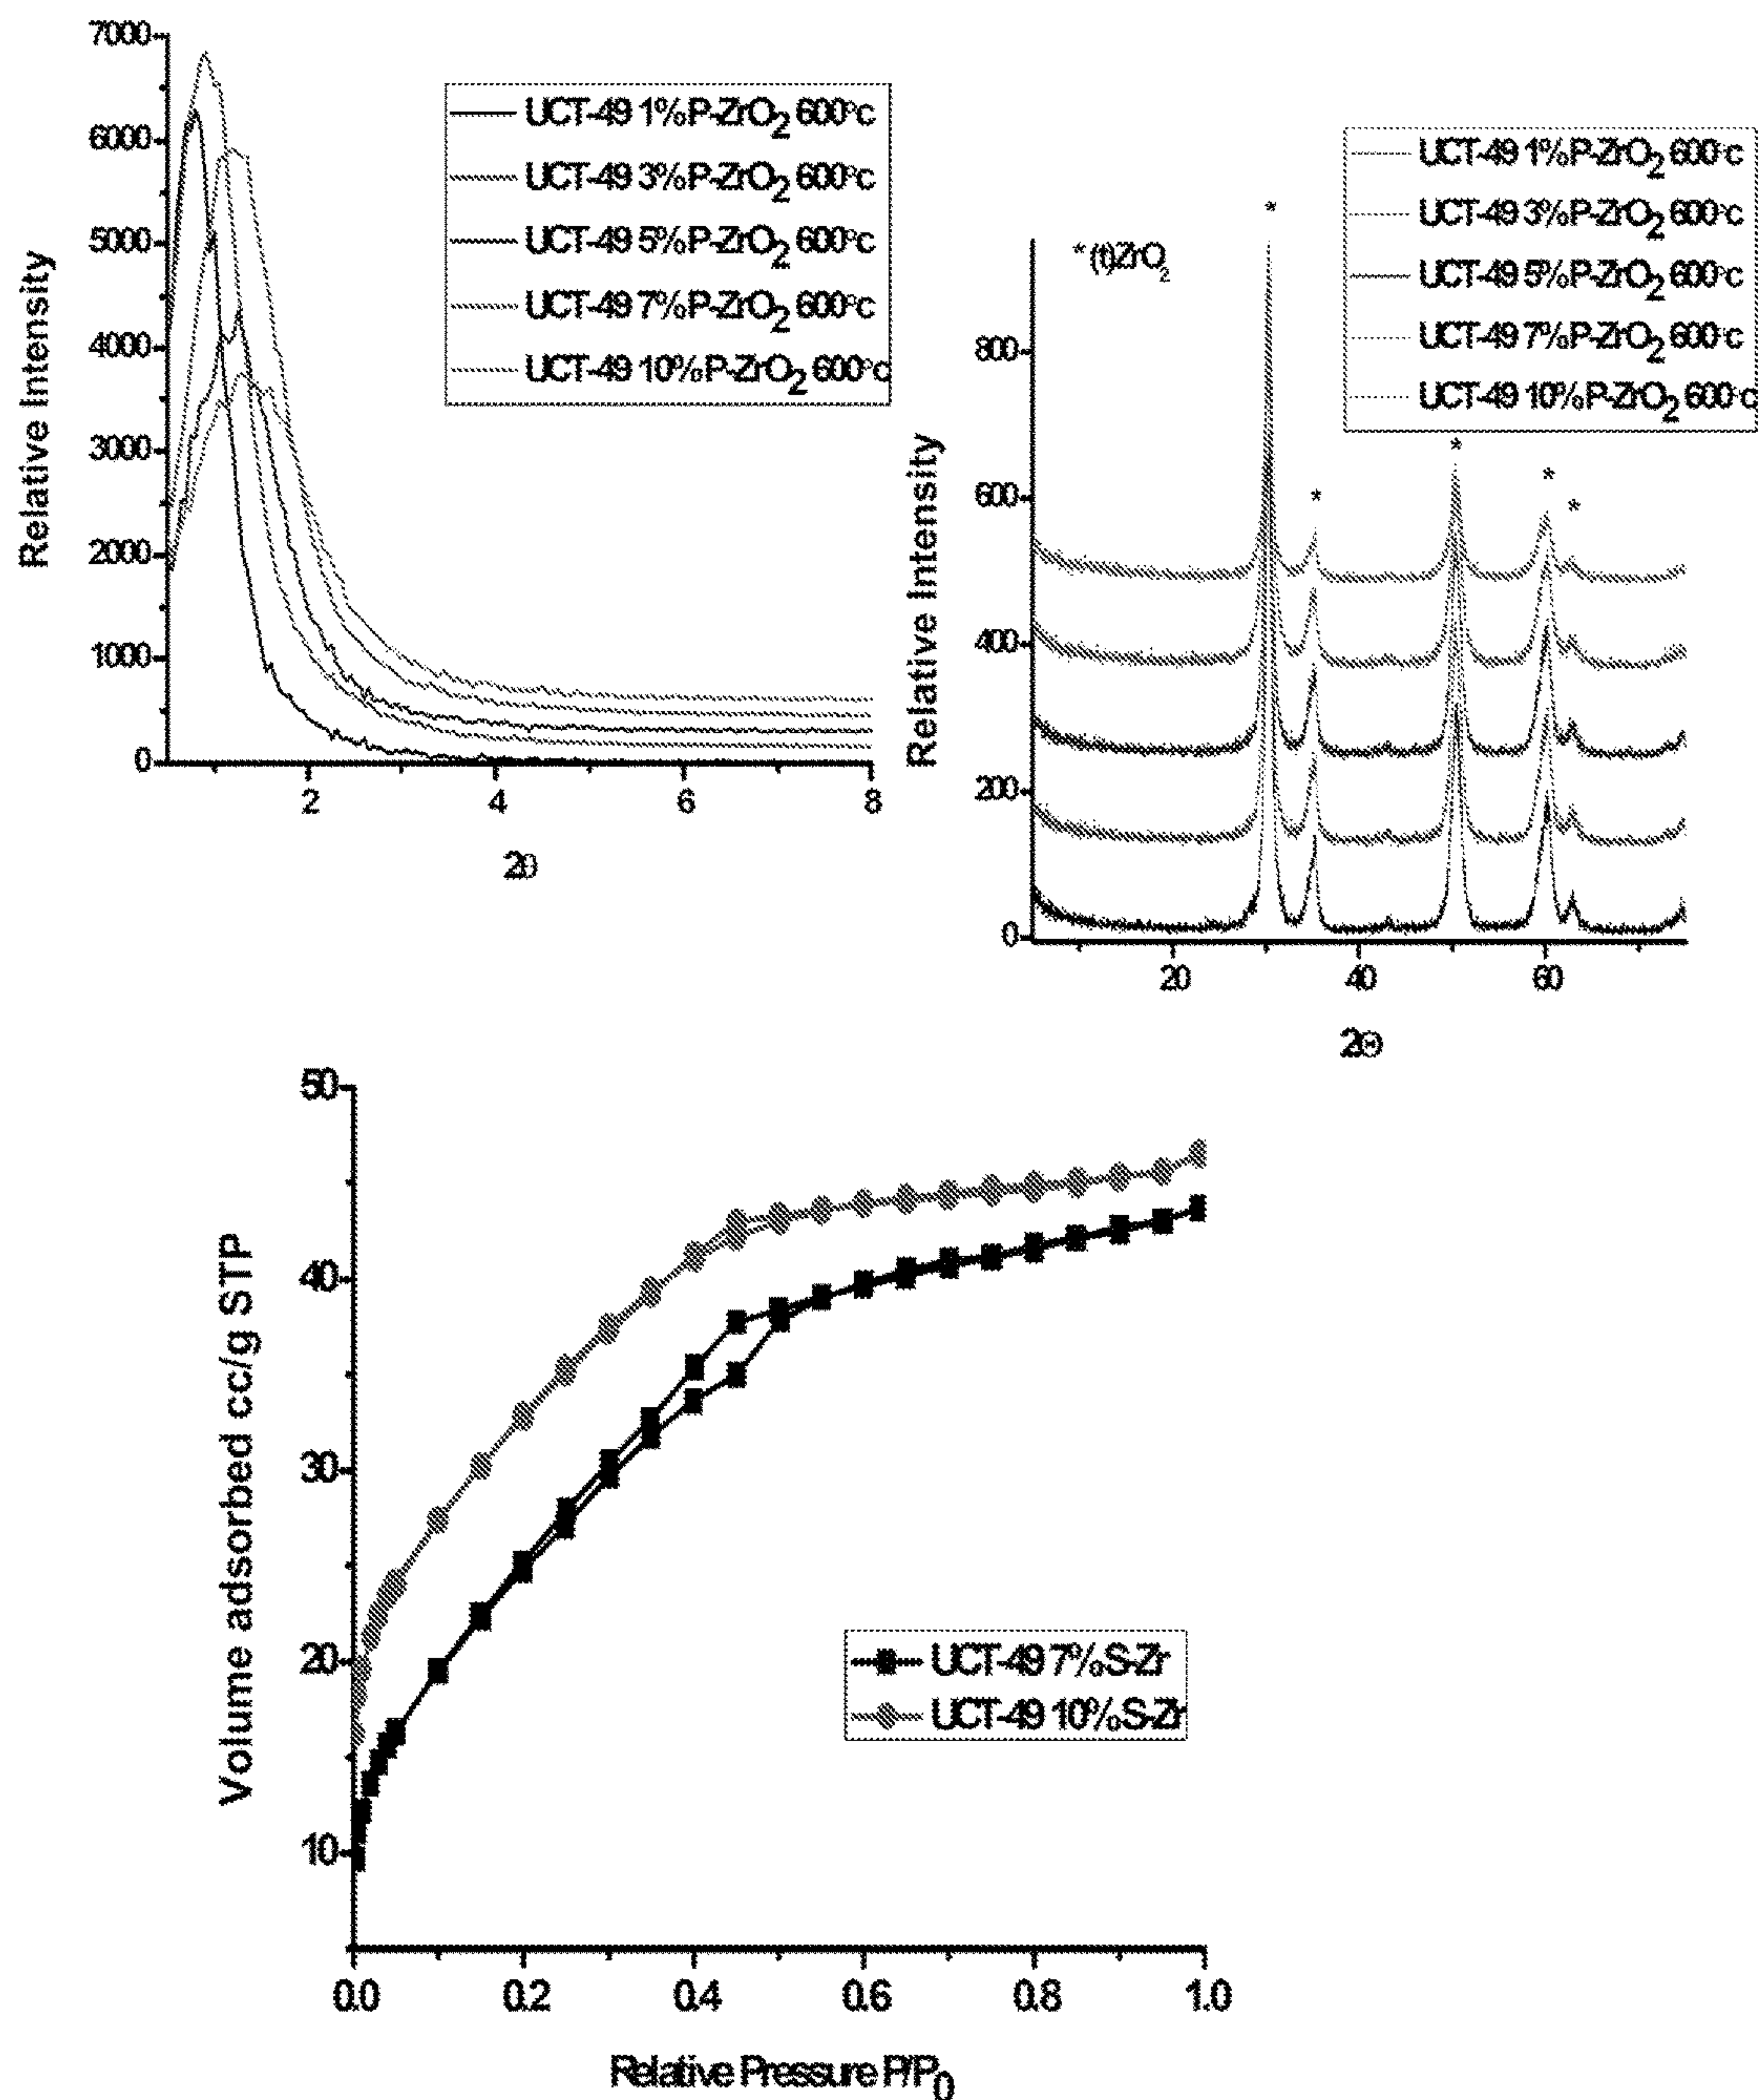 7000
6000
5000
4000
3000
2000
1000
0
2
4
6
8
Relative Intensity
2θ
UCT-49 1%P-ZrO2 600°c
UCT-49 3%P-ZrO2 600°c
UCT-49 5%P-ZrO2 600°c
UCT-49 7%P-ZrO2 600°c
UCT-49 10%P-ZrO2 600°c
UCT-49 1%P-ZrO2 600°c
UCT-49 3%P-ZrO2 600°c
UCT-49 5%P-ZrO2 600°c
UCT-49 7%P-ZrO2 600°c
UCT-49 10%P-ZrO2 600°c
*(t)ZrO2
*
*
*
*
*
800
600
400
200
0
20
40
60
Relative Intensity
2Θ
50
40
30
20
10
0.0
0.2
0.4
0.6
0.8
1.0
Volume adsorbed cc/g STP
UCT-49 7%S-Zr
UCT-49 10%S-Zr
Relative Pressure P/P0